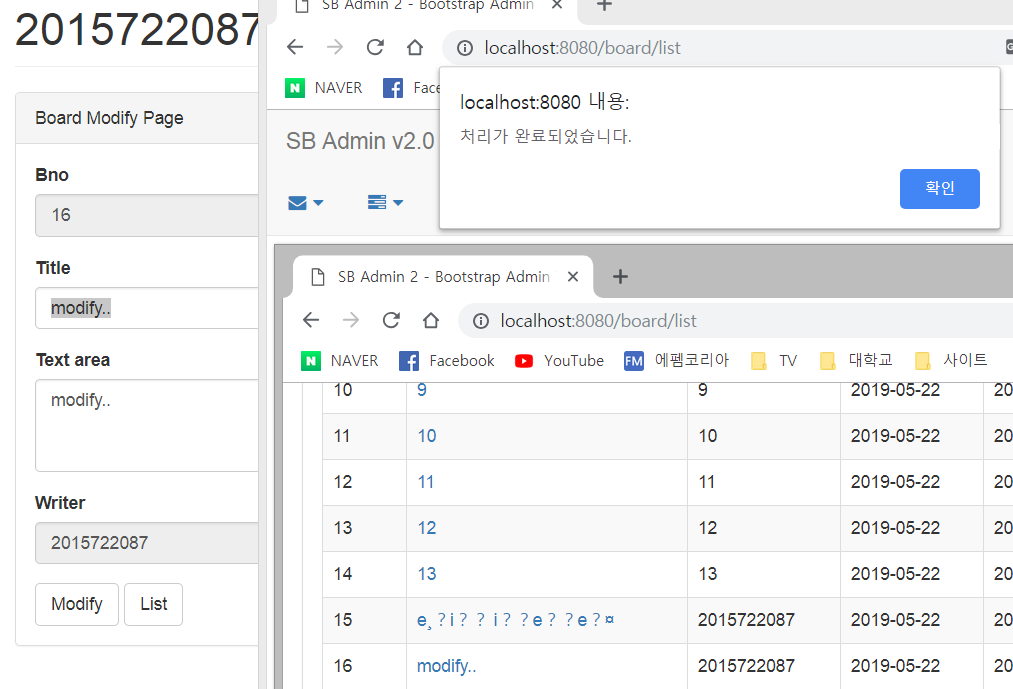 2015722087
Board Modify Page
Bno
16
Title
modify..
Text area
modify..
Writer
2015722087
Modify
List
SB Admin 2 - Bootstrap Admin
localhost:8080/board/list
NAVER
Face
SB Admin v2.0
localhost:8080 내용:
처리가 완료되었습니다.
확인
SB Admin 2 - Bootstrap Admin
localhost:8080/board/list
NAVER Facebook YouTube FM 에펨코리아 TV 대학교 사이트
10 9 9 2019-05-22 20
11 10 10 2019-05-22 20
12 11 11 2019-05-22 20
13 12 12 2019-05-22 20
14 13 13 2019-05-22 20
15 2015722087 2019-05-22 20
16 modify.. 2015722087 2019-05-22 20